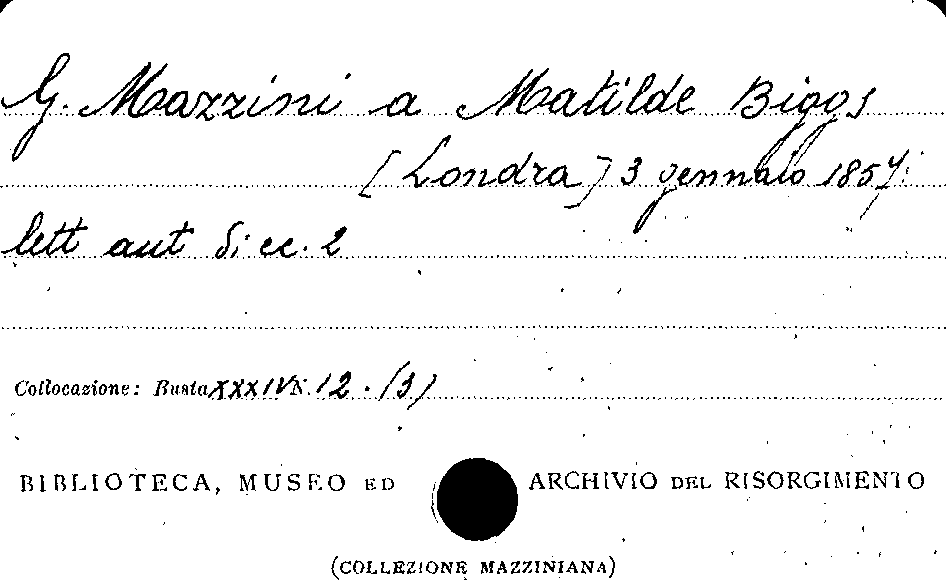 G. Mazzini a Matilde Biggs
[Londra] 3 gennaio 1857.
lett aut di cc. 2
Collocazione: Busta XXXIV N. 12. (3)
BIBLIOTECA, MUSEO ED ARCHIVIO DEL RISORGIMENTO
(COLLEZIONE MAZZINIANA)